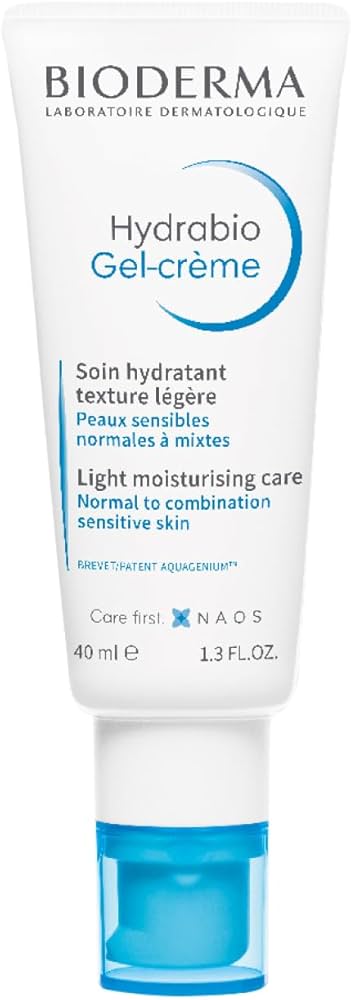 BIODERMA
LABORATOIRE DERMATOLOGIQUE
Hydrabio
Gel-crème
Soin hydratant
texture légère
Peaux sensibles
normales à mixtes
Light moisturising care
Normal to combination
sensitive skin
BREVET/PATENT AQUAGENIUM™
Care first. NAOS
40 ml ℮ 1.3 FL.OZ.